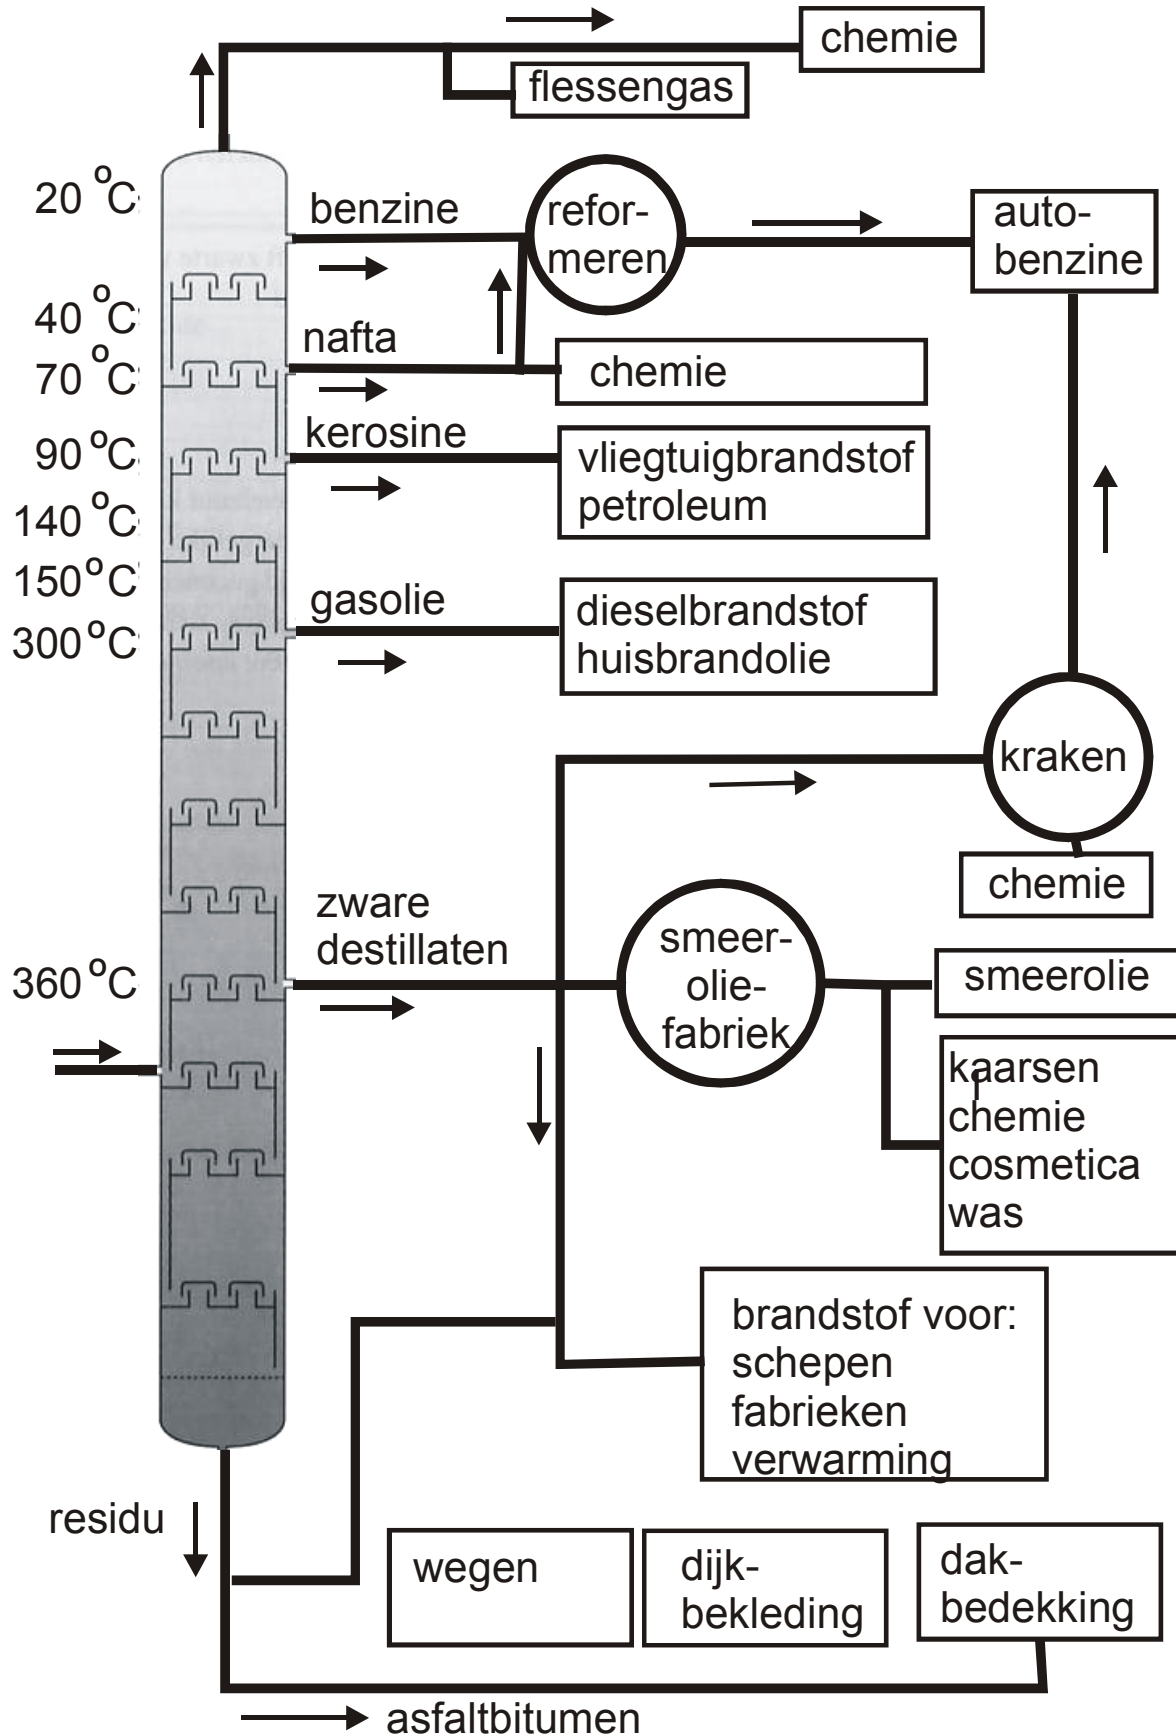 chemie
flessengas
20 °C
benzine
refor-
meren
auto-
benzine
40 °C
nafta
70 °C
chemie
kerosine
90 °C
vliegtuigbrandstof
petroleum
140 °C
150 °C
gasolie
dieselbrandstof
huisbrandolie
300 °C
kraken
chemie
zware
destillaten
smeer-
olie-
fabriek
360 °C
smeerolie
kaarsen
chemie
cosmetica
was
brandstof voor:
schepen
fabrieken
verwarming
residu
wegen
dijk-
bekleding
dak-
bedekking
asfaltbitumen